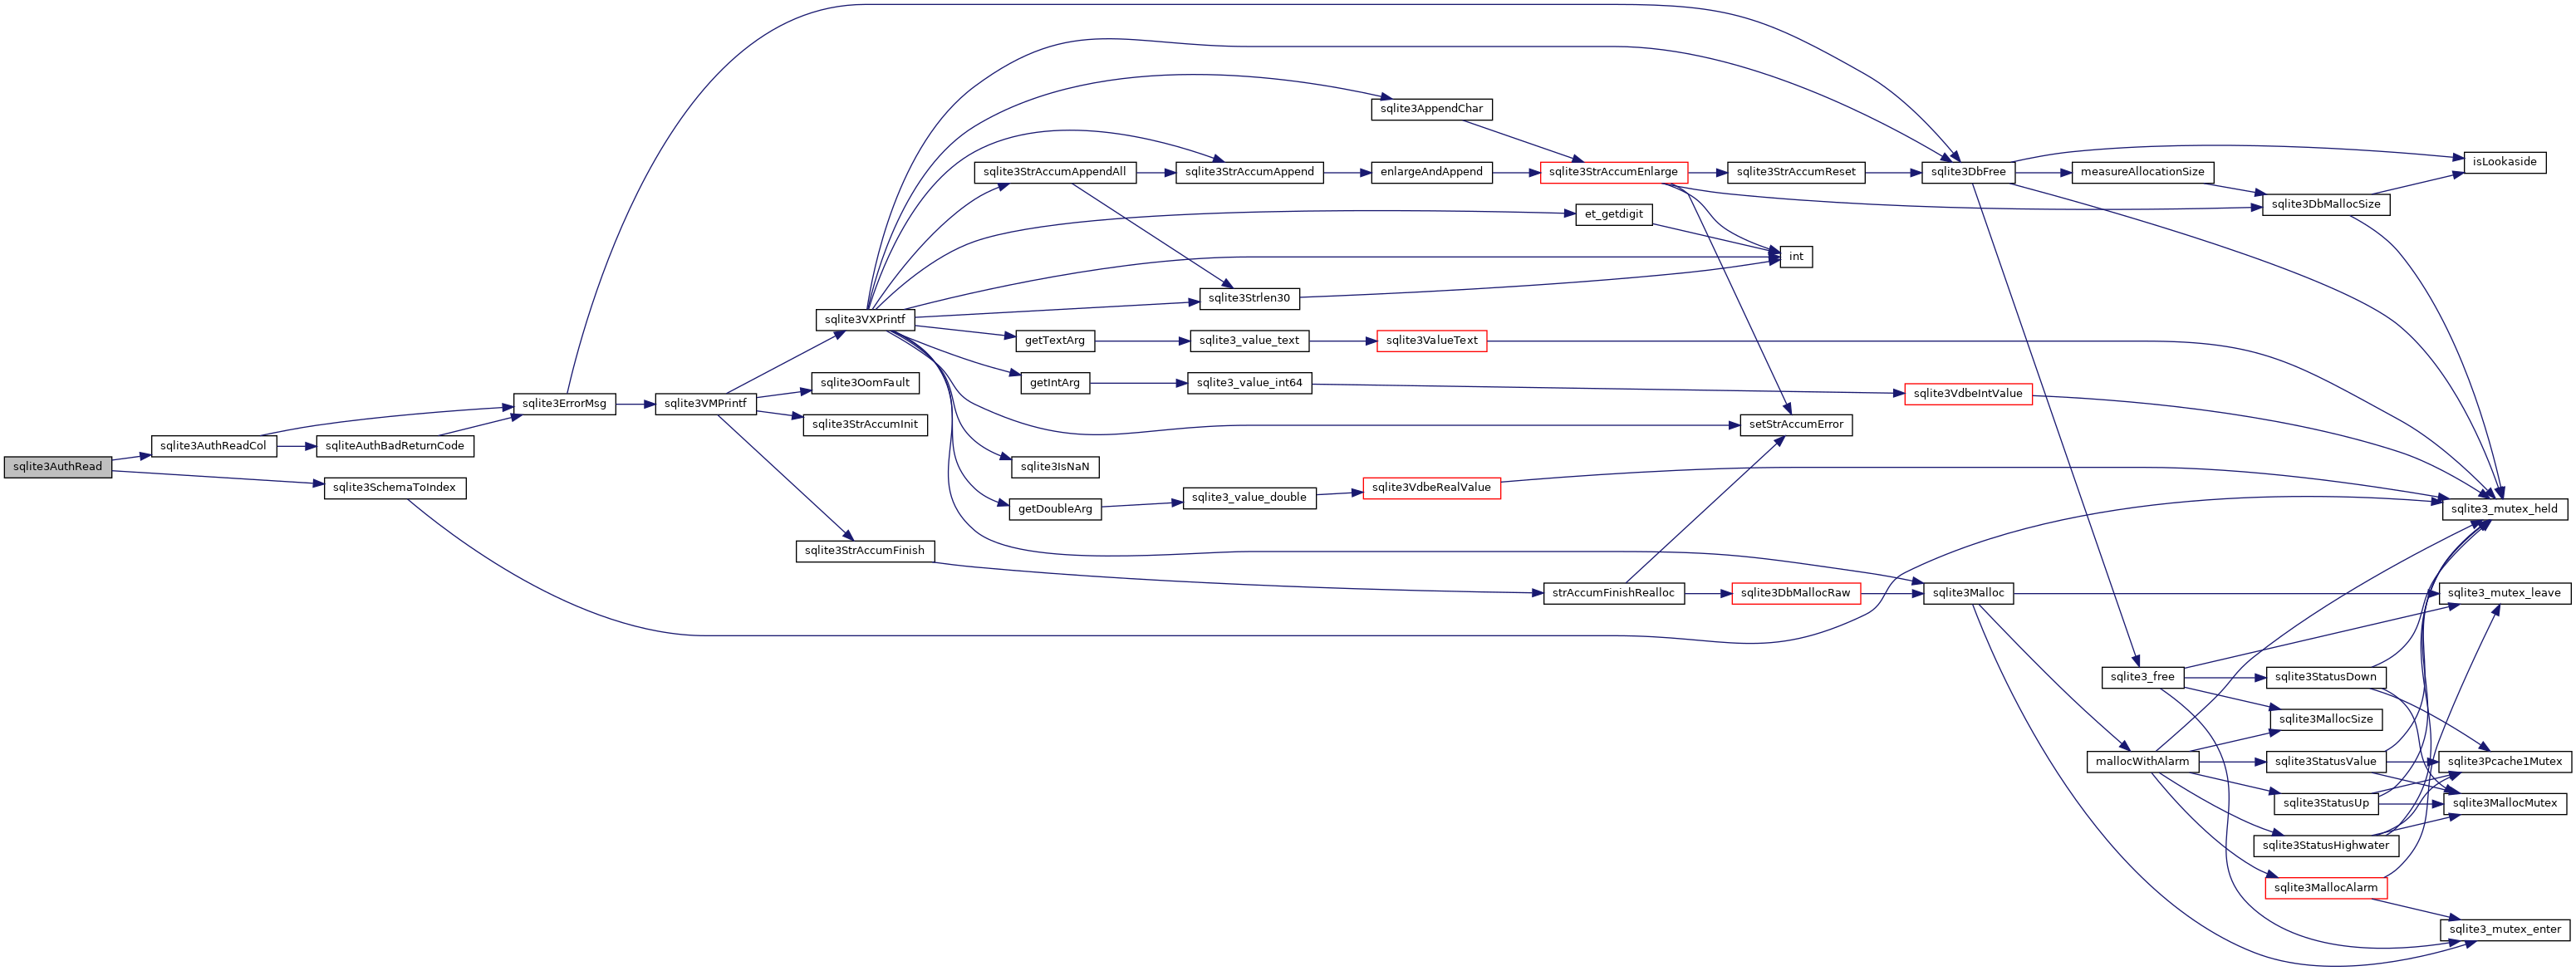 sqlite3AuthRead
sqlite3AuthReadCol
sqliteAuthBadReturnCode
sqlite3SchemaToIndex
sqlite3ErrorMsg
sqlite3VMPrintf
sqlite3VXPrintf
sqlite3OomFault
sqlite3StrAccumInit
sqlite3StrAccumFinish
sqlite3StrAccumAppendAll
sqlite3StrAccumAppend
sqlite3AppendChar
enlargeAndAppend
sqlite3StrAccumEnlarge
sqlite3StrAccumReset
sqlite3DbFree
measureAllocationSize
sqlite3DbMallocSize
isLookaside
et_getdigit
int
sqlite3Strlen30
getTextArg
sqlite3_value_text
sqlite3ValueText
getIntArg
sqlite3_value_int64
sqlite3VdbeIntValue
setStrAccumError
sqlite3IsNaN
getDoubleArg
sqlite3_value_double
sqlite3VdbeRealValue
sqlite3_mutex_held
strAccumFinishRealloc
sqlite3DbMallocRaw
sqlite3Malloc
sqlite3_mutex_leave
sqlite3_free
sqlite3StatusDown
sqlite3MallocSize
mallocWithAlarm
sqlite3StatusValue
sqlite3Pcache1Mutex
sqlite3StatusUp
sqlite3MallocMutex
sqlite3StatusHighwater
sqlite3MallocAlarm
sqlite3_mutex_enter